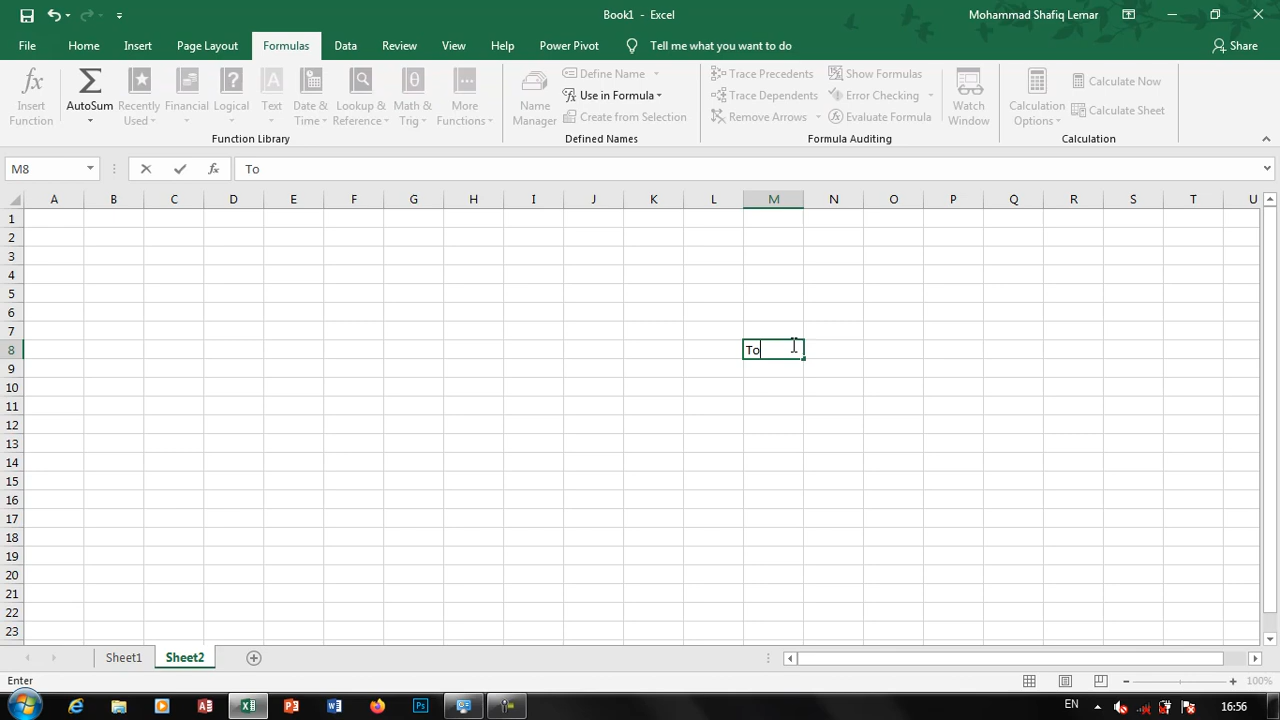 Book1 - Excel
Mohammad Shafiq Lemar
File Home Insert Page Layout Formulas Data Review View Help Power Pivot Tell me what you want to do Share
Insert Function
AutoSum
Recently Used
Financial
Logical
Text
Date & Time
Lookup & Reference
Math & Trig
More Functions
Function Library
Name Manager
Define Name
Use in Formula
Create from Selection
Defined Names
Trace Precedents
Trace Dependents
Remove Arrows
Show Formulas
Error Checking
Evaluate Formula
Watch Window
Formula Auditing
Calculation Options
Calculate Now
Calculate Sheet
Calculation
M8 fx To
A B C D E F G H I J K L M N O P Q R S T U
1
2
3
4
5
6
7
8 To
9
10
11
12
13
14
15
16
17
18
19
20
21
22
23
Sheet1 Sheet2
Enter 100%
EN 16:56